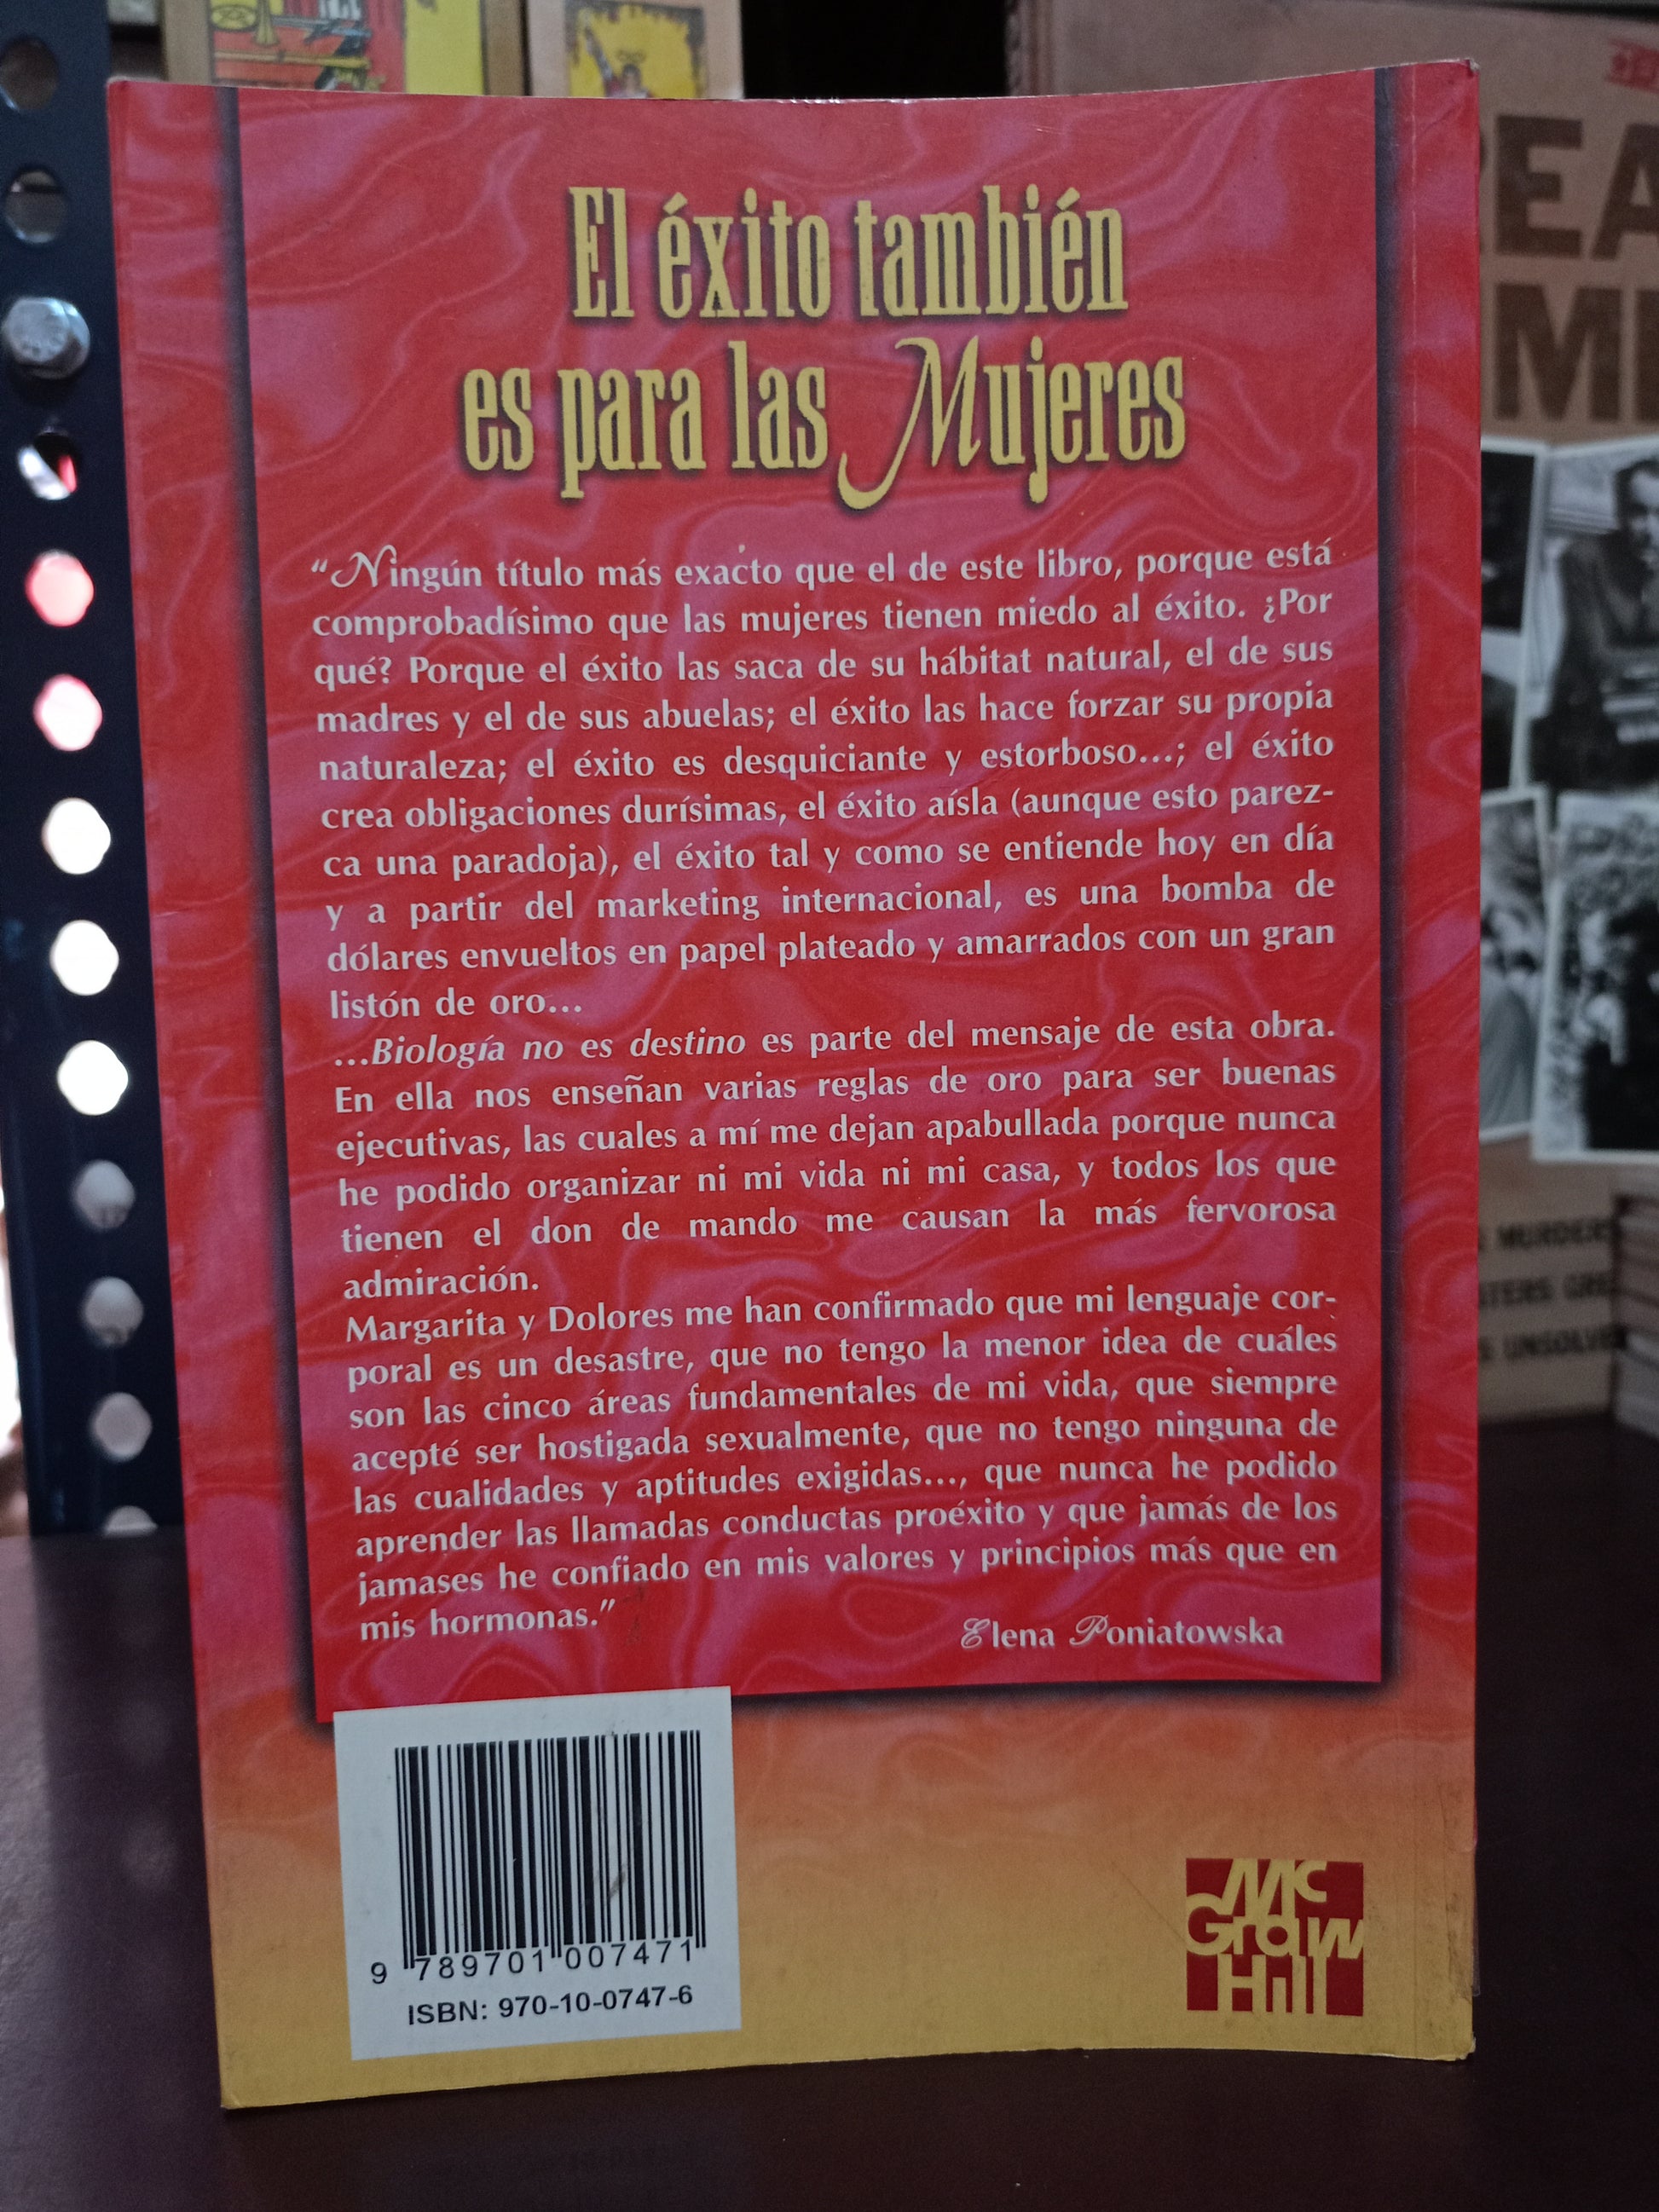 El éxito también
es para las Mujeres
"Ningún título más exacto que el de este libro, porque está
comprobadísimo que las mujeres tienen miedo al éxito. ¿Por
qué? Porque el éxito las saca de su hábitat natural, el de sus
madres y el de sus abuelas; el éxito las hace forzar su propia
naturaleza; el éxito es desquiciante y estorboso...; el éxito
crea obligaciones durísimas, el éxito aísla (aunque esto parez-
ca una paradoja), el éxito tal y como se entiende hoy en día
y a partir del marketing internacional, es una bomba de
dólares envueltos en papel plateado y amarrados con un gran
listón de oro...
...Biología no es destino es parte del mensaje de esta obra.
En ella nos enseñan varias reglas de oro para ser buenas
ejecutivas, las cuales a mí me dejan apabullada porque nunca
he podido organizar ni mi vida ni mi casa, y todos los que
tienen el don de mando me causan la más fervorosa
admiración.
Margarita y Dolores me han confirmado que mi lenguaje cor-
poral es un desastre, que no tengo la menor idea de cuáles
son las cinco áreas fundamentales de mi vida, que siempre
acepté ser hostigada sexualmente, que no tengo ninguna de
las cualidades y aptitudes exigidas..., que nunca he podido
aprender las llamadas conductas proéxito y que jamás de los
jamases he confiado en mis valores y principios más que en
mis hormonas."
Elena Poniatowska
9 789701 007471
ISBN: 970-10-0747-6
Mc
Graw
Hill
MURDER
UNSOLVE